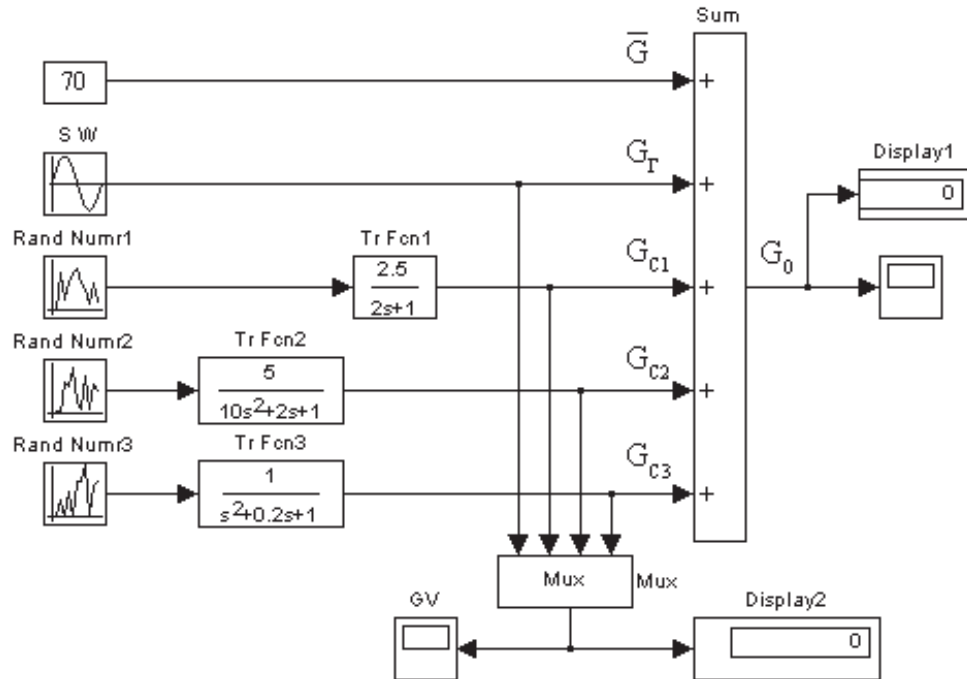 Sum
G̅
70
+
S W
G_T
+
Display1
0
Rand Numr1
Tr Fcn1
2.5
2s+1
G_C1
+
G_0
Rand Numr2
Tr Fcn2
5
10s²+2s+1
G_C2
+
Rand Numr3
Tr Fcn3
1
s²+0.2s+1
G_C3
+
Mux
Mux
GV
Display2
0